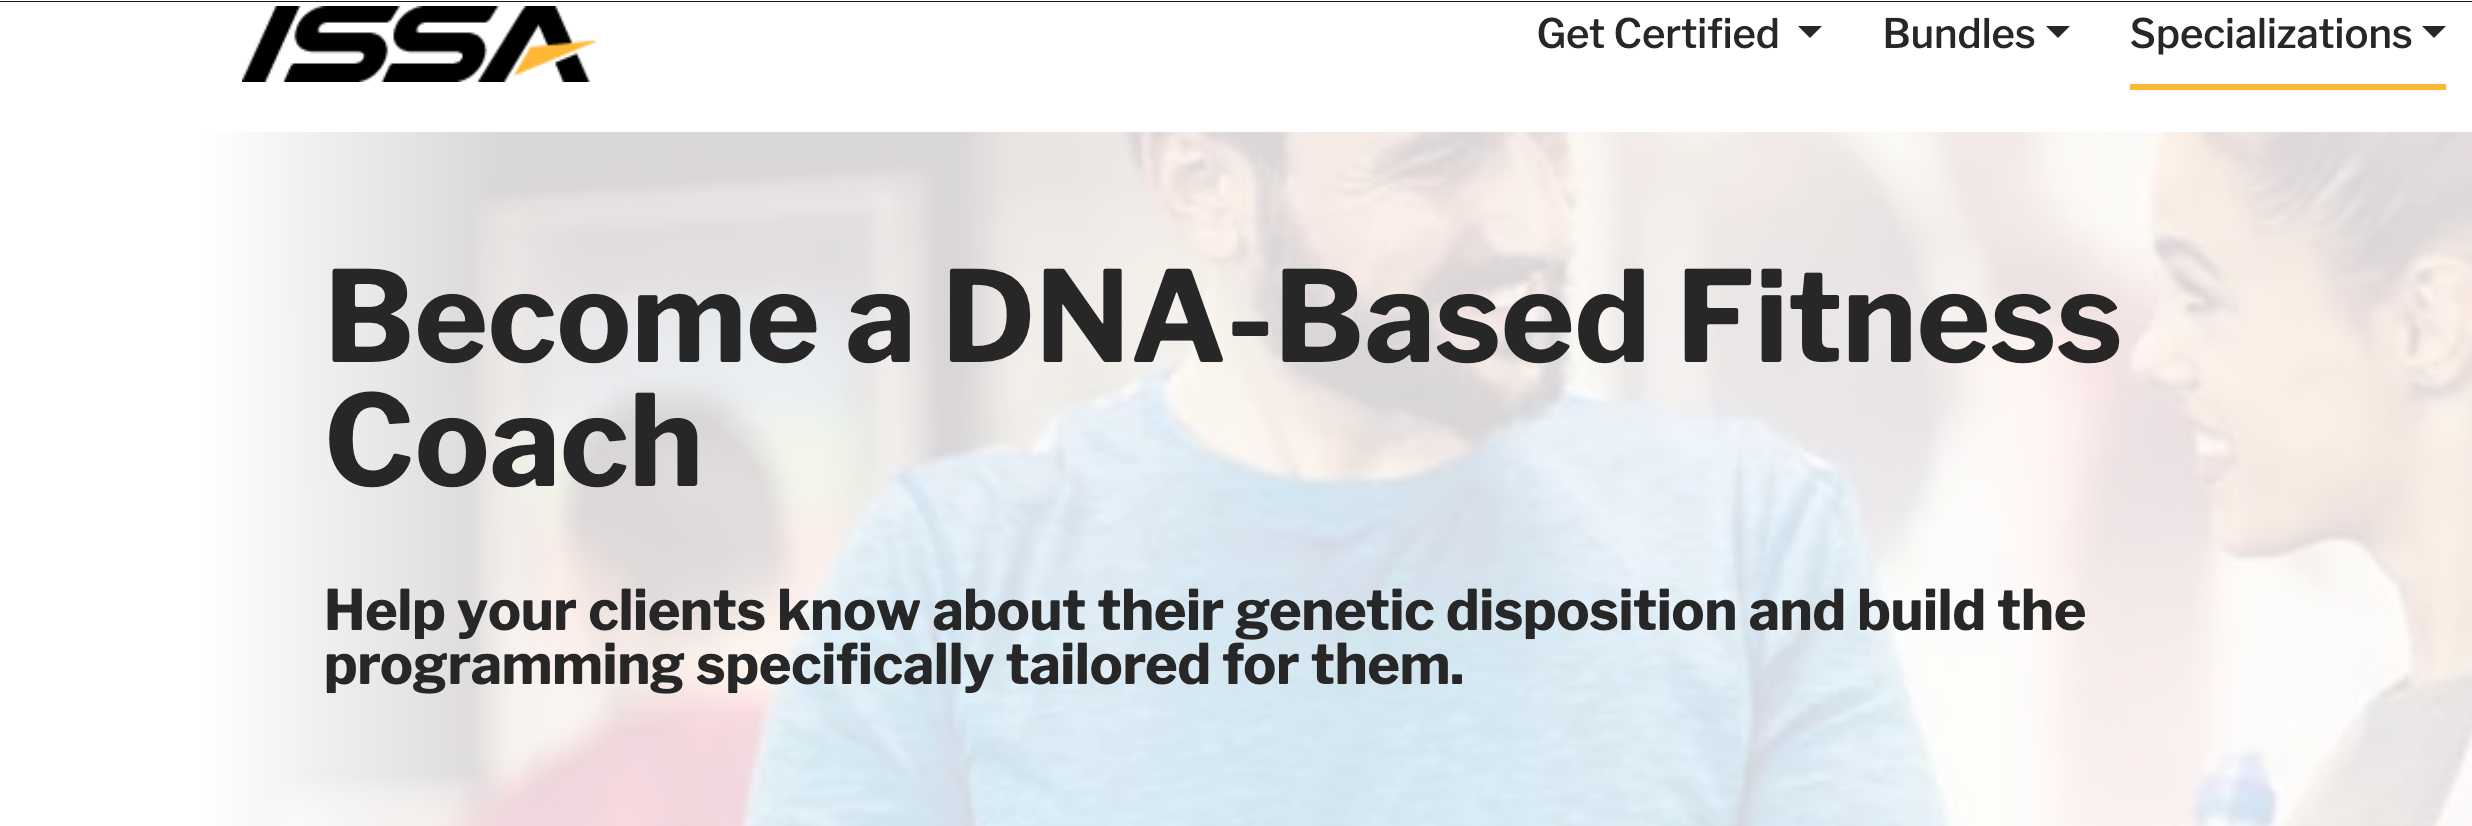 ISSA
Get Certified Bundles Specializations
Become a DNA-Based Fitness
Coach
Help your clients know about their genetic disposition and build the
programming specifically tailored for them.